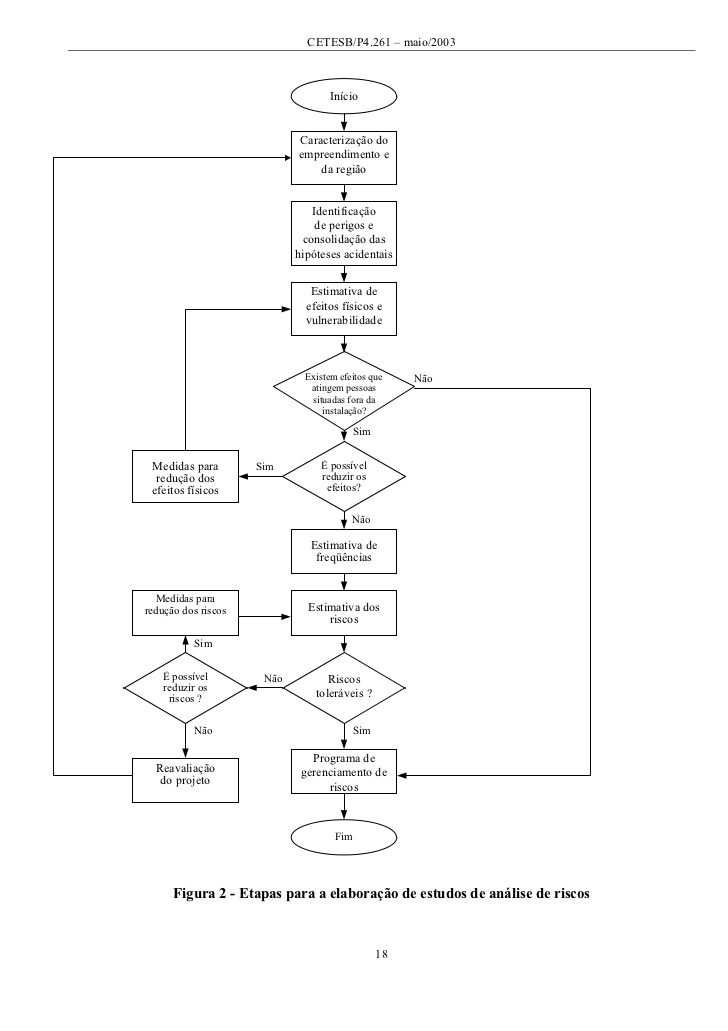 CETESB/P4.261 – maio/2003
Início
Caracterização do
empreendimento e
da região
Identificação
de perigos e
consolidação das
hipóteses acidentais
Estimativa de
efeitos físicos e
vulnerabilidade
Existem efeitos que
atingem pessoas
situadas fora da
instalação?
Não
Sim
É possível
reduzir os
efeitos?
Sim
Medidas para
redução dos
efeitos físicos
Não
Estimativa de
freqüências
Medidas para
redução dos riscos
Estimativa dos
riscos
Sim
É possível
reduzir os
riscos ?
Não
Riscos
toleráveis ?
Não
Sim
Reavaliação
do projeto
Programa de
gerenciamento de
riscos
Fim
Figura 2 - Etapas para a elaboração de estudos de análise de riscos
18